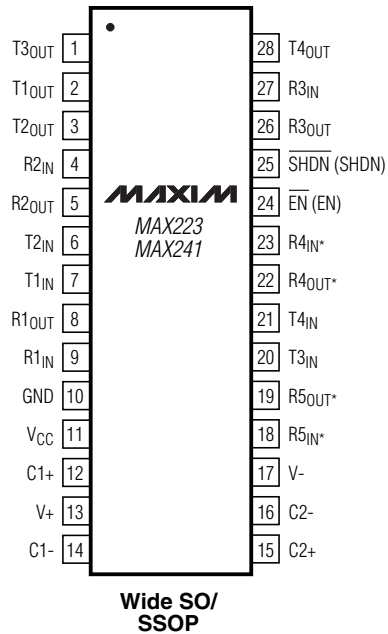 T3OUT 1
T1OUT 2
T2OUT 3
R2IN 4
R2OUT 5
T2IN 6
T1IN 7
R1OUT 8
R1IN 9
GND 10
VCC 11
C1+ 12
V+ 13
C1- 14
MAXIM
MAX223
MAX241
28 T4OUT
27 R3IN
26 R3OUT
25 SHDN (SHDN)
24 EN (EN)
23 R4IN*
22 R4OUT*
21 T4IN
20 T3IN
19 R5OUT*
18 R5IN*
17 V-
16 C2-
15 C2+
Wide SO/
SSOP